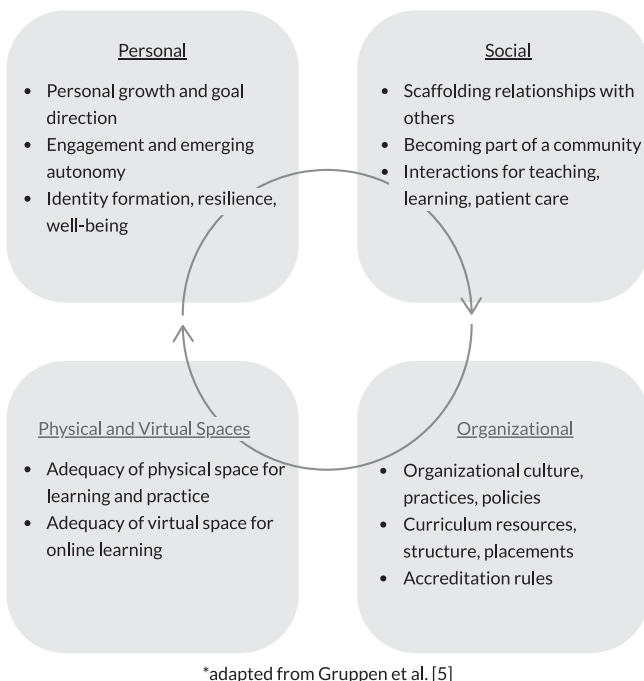 Personal
• Personal growth and goal
direction
• Engagement and emerging
autonomy
• Identity formation, resilience,
well-being
Social
• Scaffolding relationships with
others
• Becoming part of a community
• Interactions for teaching,
learning, patient care
Physical and Virtual Spaces
• Adequacy of physical space for
learning and practice
• Adequacy of virtual space for
online learning
Organizational
• Organizational culture,
practices, policies
• Curriculum resources,
structure, placements
• Accreditation rules
*adapted from Gruppen et al. [5]